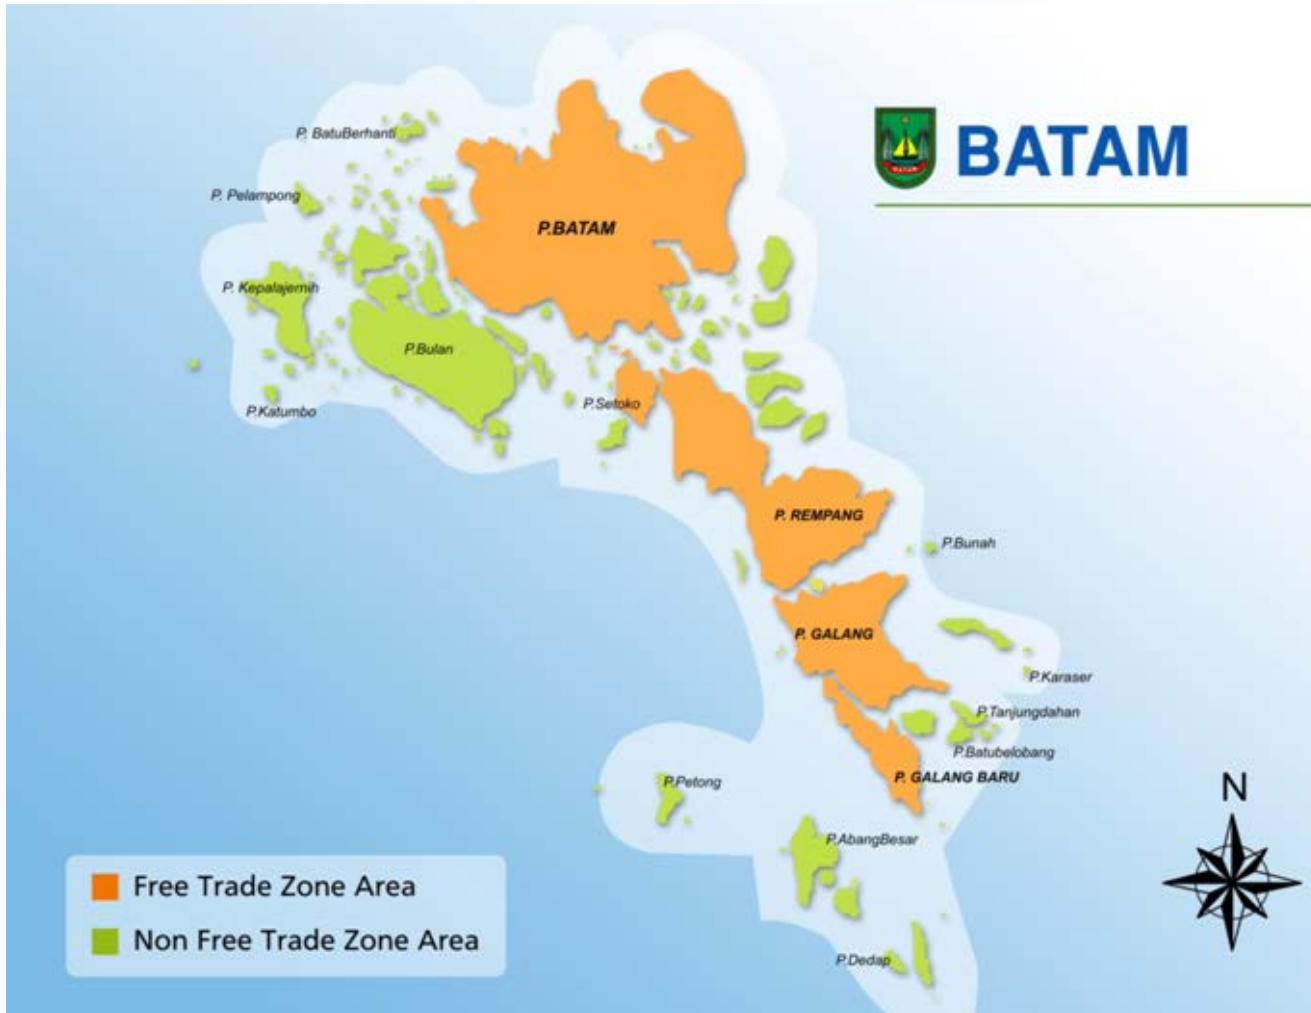 BATAM
P. BatuBerhanti
P. Pelampong
P.BATAM
P. Kepalajernih
P.Bulan
P.Katumbo
P.Setoko
P. REMPANG
P.Bunah
P. GALANG
P.Karaser
P.Tanjungdahan
P.Batubelobang
P. GALANG BARU
P.Petong
P.AbangBesar
P.Dedap
N
Free Trade Zone Area
Non Free Trade Zone Area